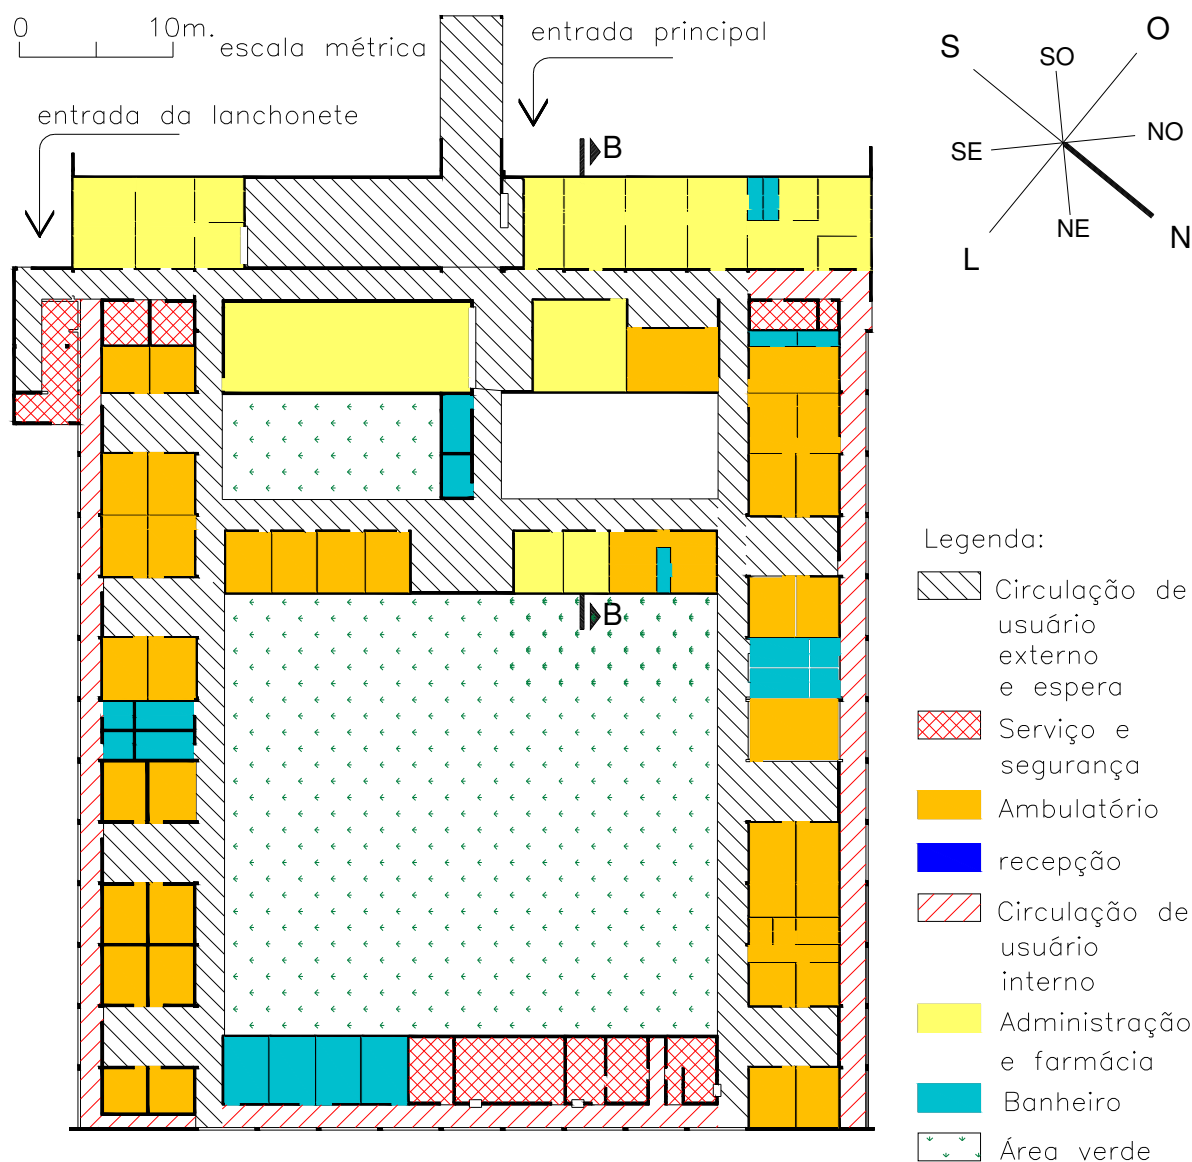 0 10m.
escala métrica
entrada principal
entrada da lanchonete
B
B
S
SO
O
SE
NO
L
NE
N
Legenda:
Circulação de
usuário
externo
e espera
Serviço e
segurança
Ambulatório
recepção
Circulação de
usuário
interno
Administração
e farmácia
Banheiro
Área verde